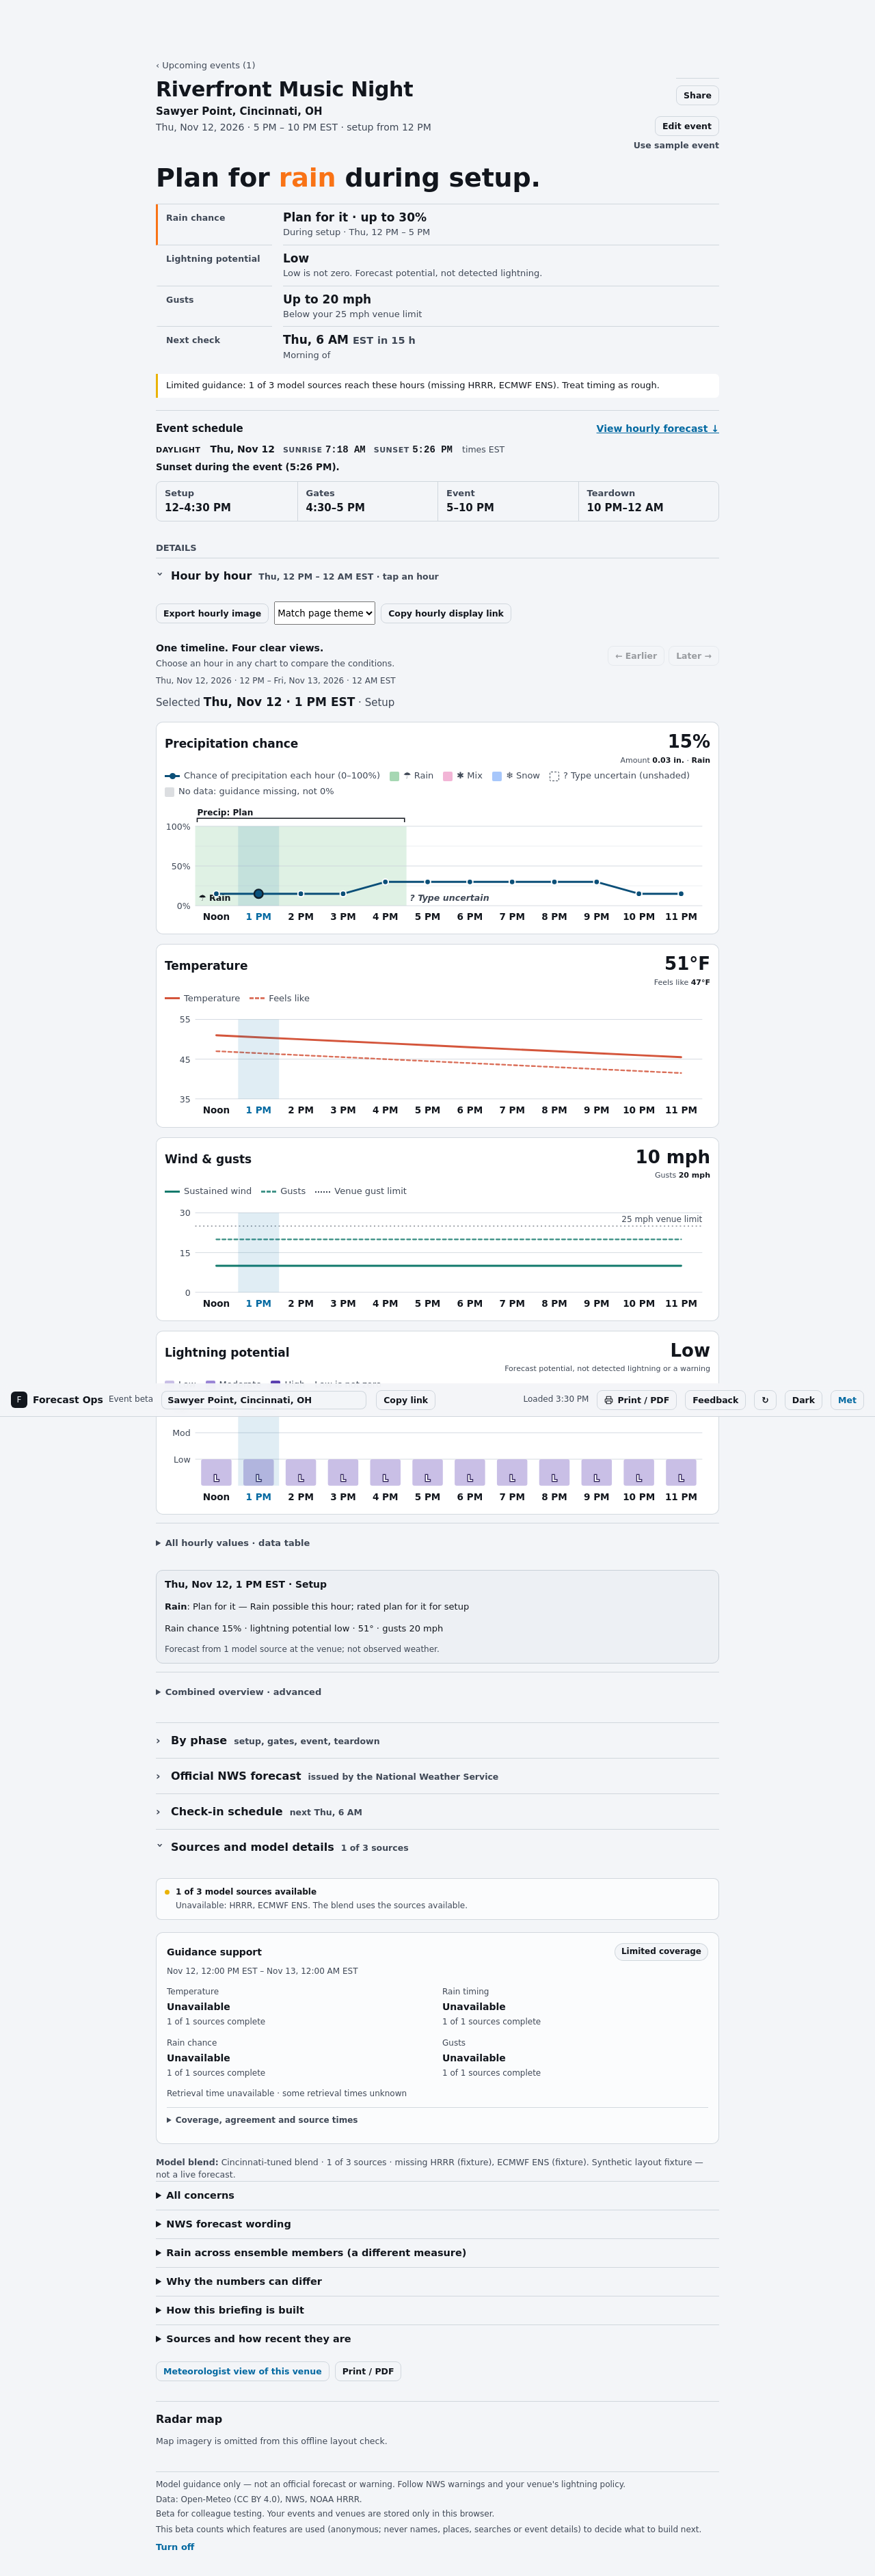 ‹ Upcoming events (1)
Riverfront Music Night
Sawyer Point, Cincinnati, OH
Thu, Nov 12, 2026 · 5 PM – 10 PM EST · setup from 12 PM
Share
Edit event
Use sample event
Plan for rain during setup.
Rain chance
Plan for it · up to 30%
During setup · Thu, 12 PM – 5 PM
Lightning potential
Low
Low is not zero. Forecast potential, not detected lightning.
Gusts
Up to 20 mph
Below your 25 mph venue limit
Next check
Thu, 6 AM EST in 15 h
Morning of
Limited guidance: 1 of 3 model sources reach these hours (missing HRRR, ECMWF ENS). Treat timing as rough.
Event schedule
View hourly forecast ↓
DAYLIGHT Thu, Nov 12 SUNRISE 7:18 AM SUNSET 5:26 PM times EST
Sunset during the event (5:26 PM).
Setup
12–4:30 PM
Gates
4:30–5 PM
Event
5–10 PM
Teardown
10 PM–12 AM
DETAILS
⌄ Hour by hour Thu, 12 PM – 12 AM EST · tap an hour
Export hourly image
Match page theme
Copy hourly display link
One timeline. Four clear views.
Choose an hour in any chart to compare the conditions.
← Earlier
Later →
Thu, Nov 12, 2026 · 12 PM – Fri, Nov 13, 2026 · 12 AM EST
Selected Thu, Nov 12 · 1 PM EST · Setup
Precipitation chance
15%
Amount 0.03 in. · Rain
Chance of precipitation each hour (0–100%) ☂ Rain ✱ Mix ❄ Snow ? Type uncertain (unshaded)
No data: guidance missing, not 0%
Precip: Plan
100%
50%
0%
☂ Rain
? Type uncertain
Noon 1 PM 2 PM 3 PM 4 PM 5 PM 6 PM 7 PM 8 PM 9 PM 10 PM 11 PM
Temperature
51°F
Feels like 47°F
Temperature Feels like
55
45
35
Noon 1 PM 2 PM 3 PM 4 PM 5 PM 6 PM 7 PM 8 PM 9 PM 10 PM 11 PM
Wind & gusts
10 mph
Gusts 20 mph
Sustained wind Gusts Venue gust limit
30
25 mph venue limit
15
0
Noon 1 PM 2 PM 3 PM 4 PM 5 PM 6 PM 7 PM 8 PM 9 PM 10 PM 11 PM
Lightning potential
Low
Forecast potential, not detected lightning or a warning
F Forecast Ops Event beta Sawyer Point, Cincinnati, OH Copy link Loaded 3:30 PM Print / PDF Feedback ↻ Dark Met
Mod
Low
L L L L L L L L L L L L
Noon 1 PM 2 PM 3 PM 4 PM 5 PM 6 PM 7 PM 8 PM 9 PM 10 PM 11 PM
▶ All hourly values · data table
Thu, Nov 12, 1 PM EST · Setup
Rain: Plan for it — Rain possible this hour; rated plan for it for setup
Rain chance 15% · lightning potential low · 51° · gusts 20 mph
Forecast from 1 model source at the venue; not observed weather.
▶ Combined overview · advanced
› By phase setup, gates, event, teardown
› Official NWS forecast issued by the National Weather Service
› Check-in schedule next Thu, 6 AM
⌄ Sources and model details 1 of 3 sources
1 of 3 model sources available
Unavailable: HRRR, ECMWF ENS. The blend uses the sources available.
Guidance support
Limited coverage
Nov 12, 12:00 PM EST – Nov 13, 12:00 AM EST
Temperature
Unavailable
1 of 1 sources complete
Rain timing
Unavailable
1 of 1 sources complete
Rain chance
Unavailable
1 of 1 sources complete
Gusts
Unavailable
1 of 1 sources complete
Retrieval time unavailable · some retrieval times unknown
▶ Coverage, agreement and source times
Model blend: Cincinnati-tuned blend · 1 of 3 sources · missing HRRR (fixture), ECMWF ENS (fixture). Synthetic layout fixture —
not a live forecast.
▶ All concerns
▶ NWS forecast wording
▶ Rain across ensemble members (a different measure)
▶ Why the numbers can differ
▶ How this briefing is built
▶ Sources and how recent they are
Meteorologist view of this venue
Print / PDF
Radar map
Map imagery is omitted from this offline layout check.
Model guidance only — not an official forecast or warning. Follow NWS warnings and your venue's lightning policy.
Data: Open-Meteo (CC BY 4.0), NWS, NOAA HRRR.
Beta for colleague testing. Your events and venues are stored only in this browser.
This beta counts which features are used (anonymous; never names, places, searches or event details) to decide what to build next.
Turn off